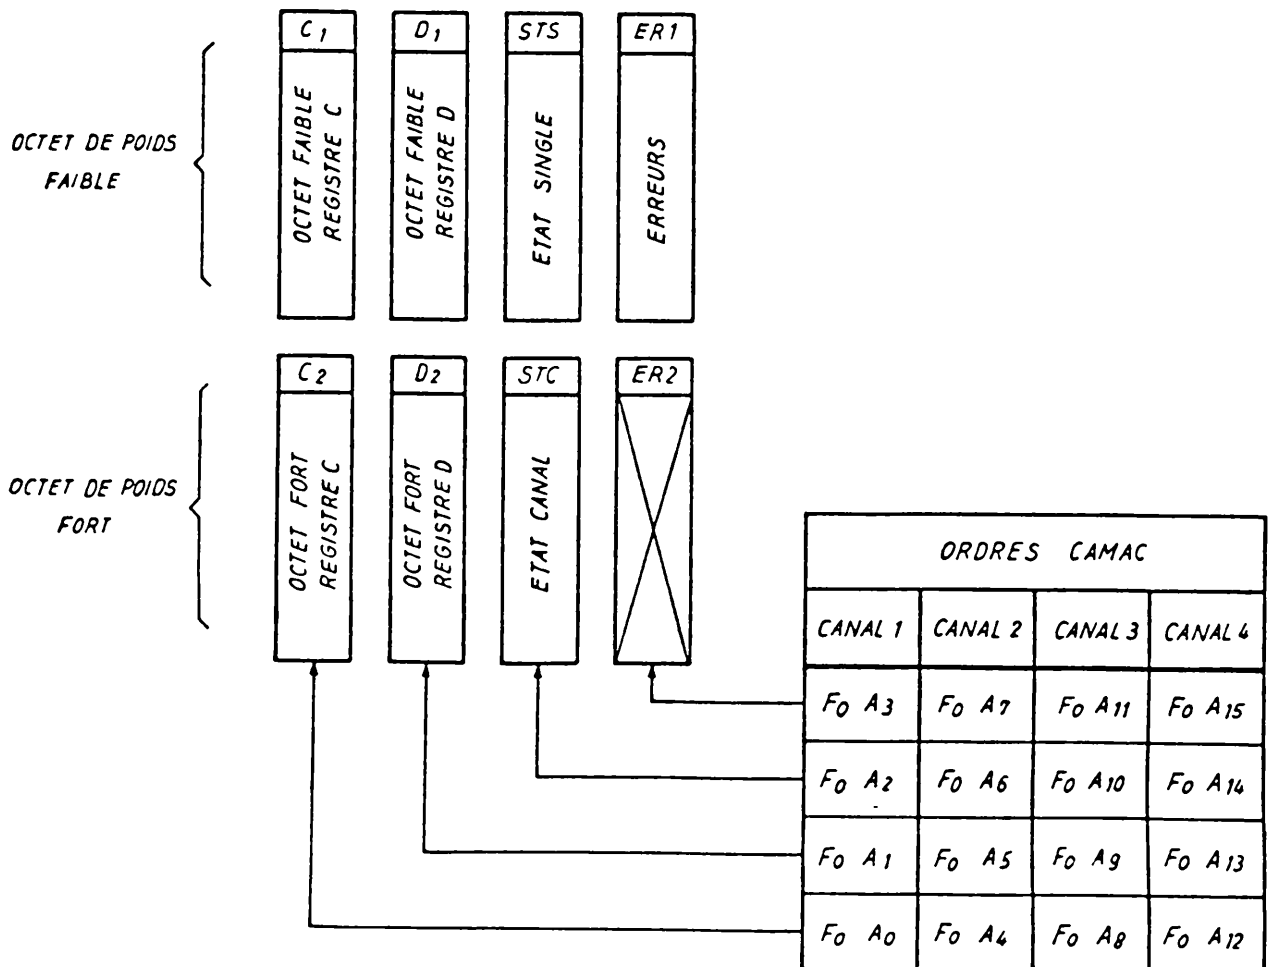 C1
D1
STS
ER1
OCTET DE POIDS
FAIBLE
OCTET FAIBLE
REGISTRE C
OCTET FAIBLE
REGISTRE D
ETAT SINGLE
ERREURS
C2
D2
STC
ER2
OCTET DE POIDS
FORT
OCTET FORT
REGISTRE C
OCTET FORT
REGISTRE D
ETAT CANAL
ORDRES CAMAC
CANAL 1 CANAL 2 CANAL 3 CANAL 4
F0 A3 F0 A7 F0 A11 F0 A15
F0 A2 F0 A6 F0 A10 F0 A14
F0 A1 F0 A5 F0 A9 F0 A13
F0 A0 F0 A4 F0 A8 F0 A12